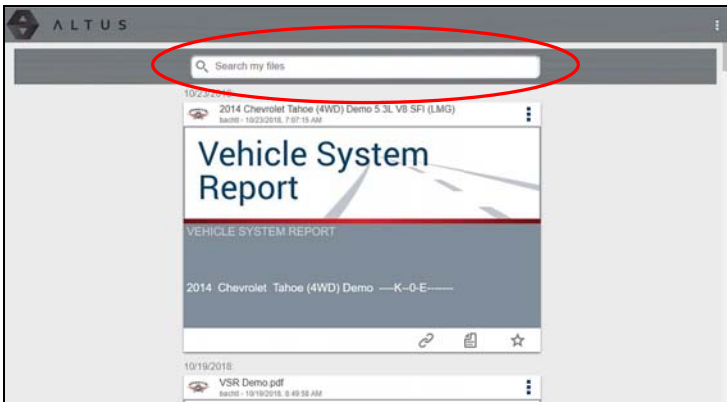 ALTUS
Search my files
10/23/2018:
2014 Chevrolet Tahoe (4WD) Demo 5.3L V8 SFI (LMG)
bachtl - 10/23/2018, 7:07:15 AM
Vehicle System
Report
VEHICLE SYSTEM REPORT
2014 Chevrolet Tahoe (4WD) Demo ----K--0-E-------
10/19/2018:
VSR Demo.pdf
bachtl - 10/19/2018, 8:49:58 AM